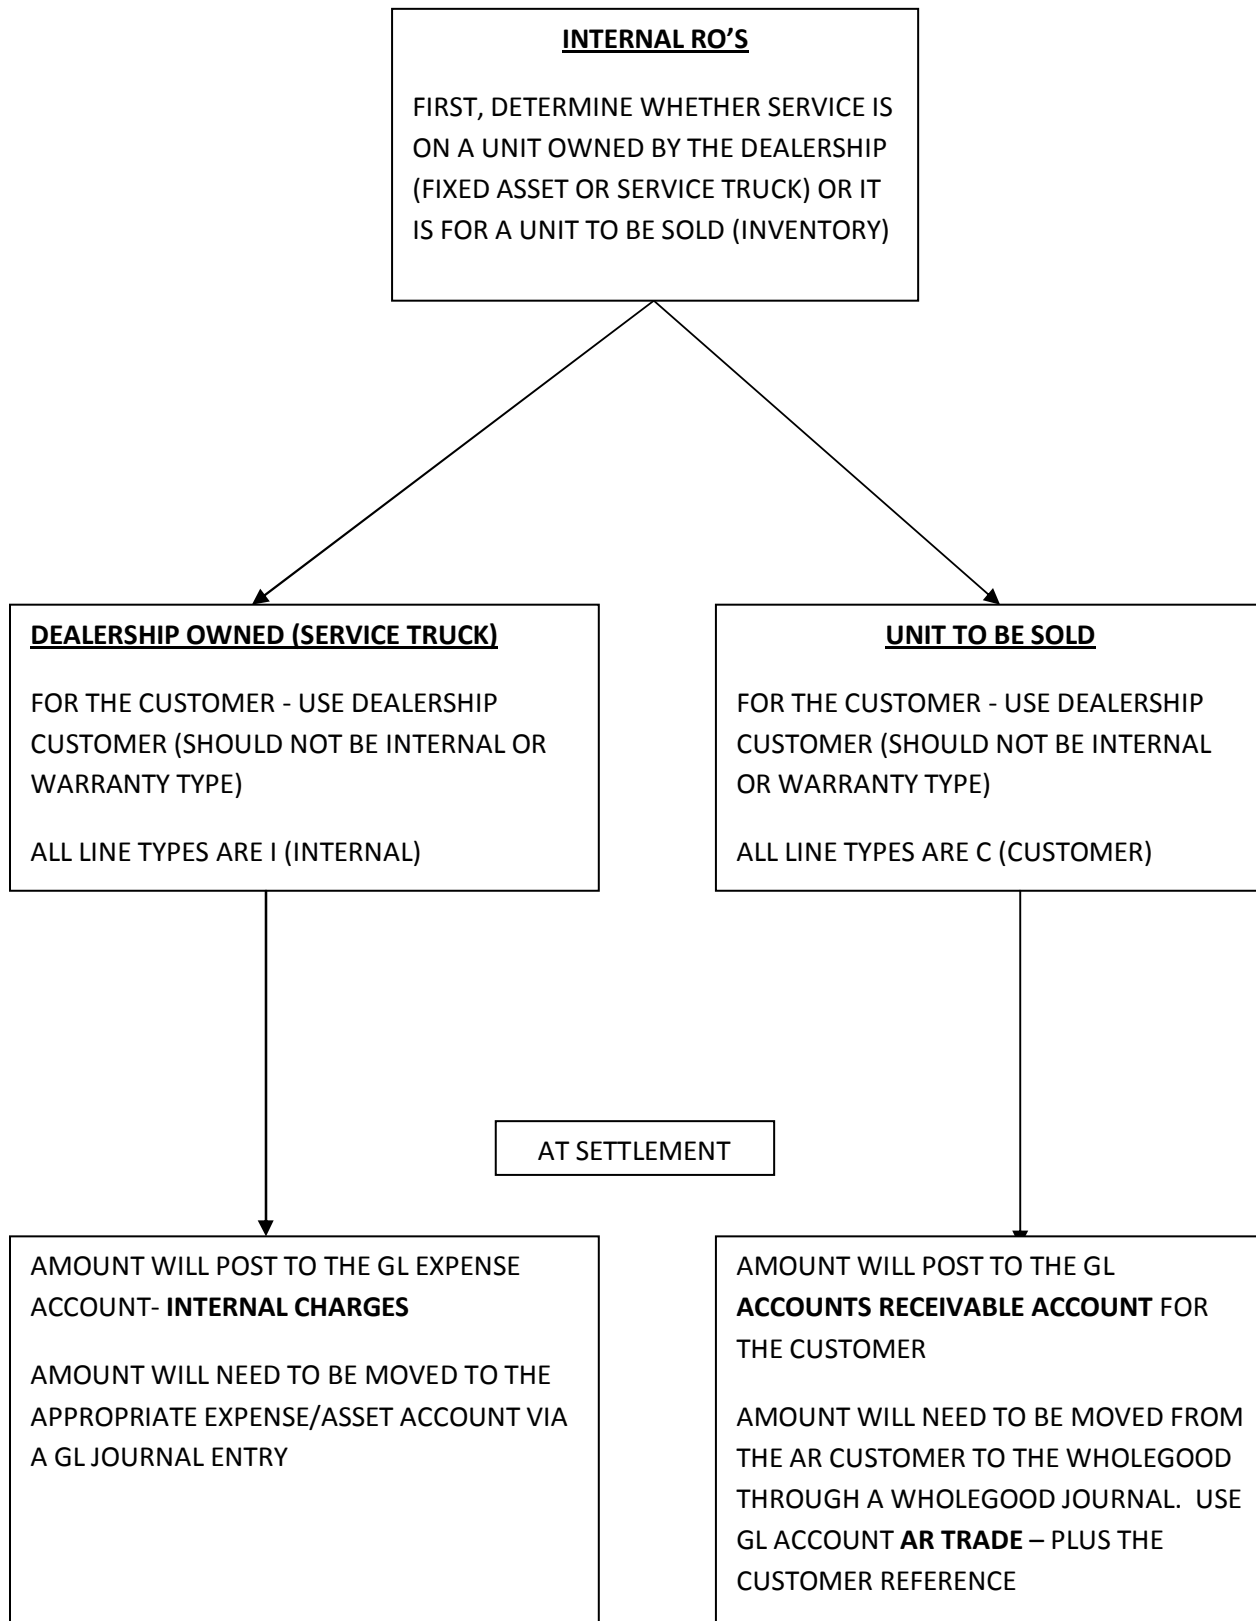 INTERNAL RO’S
FIRST, DETERMINE WHETHER SERVICE IS
ON A UNIT OWNED BY THE DEALERSHIP
(FIXED ASSET OR SERVICE TRUCK) OR IT
IS FOR A UNIT TO BE SOLD (INVENTORY)
DEALERSHIP OWNED (SERVICE TRUCK)
FOR THE CUSTOMER - USE DEALERSHIP
CUSTOMER (SHOULD NOT BE INTERNAL OR
WARRANTY TYPE)
ALL LINE TYPES ARE I (INTERNAL)
UNIT TO BE SOLD
FOR THE CUSTOMER - USE DEALERSHIP
CUSTOMER (SHOULD NOT BE INTERNAL
OR WARRANTY TYPE)
ALL LINE TYPES ARE C (CUSTOMER)
AT SETTLEMENT
AMOUNT WILL POST TO THE GL EXPENSE
ACCOUNT- INTERNAL CHARGES
AMOUNT WILL NEED TO BE MOVED TO THE
APPROPRIATE EXPENSE/ASSET ACCOUNT VIA
A GL JOURNAL ENTRY
AMOUNT WILL POST TO THE GL
ACCOUNTS RECEIVABLE ACCOUNT FOR
THE CUSTOMER
AMOUNT WILL NEED TO BE MOVED FROM
THE AR CUSTOMER TO THE WHOLEGOOD
THROUGH A WHOLEGOOD JOURNAL.  USE
GL ACCOUNT AR TRADE – PLUS THE
CUSTOMER REFERENCE